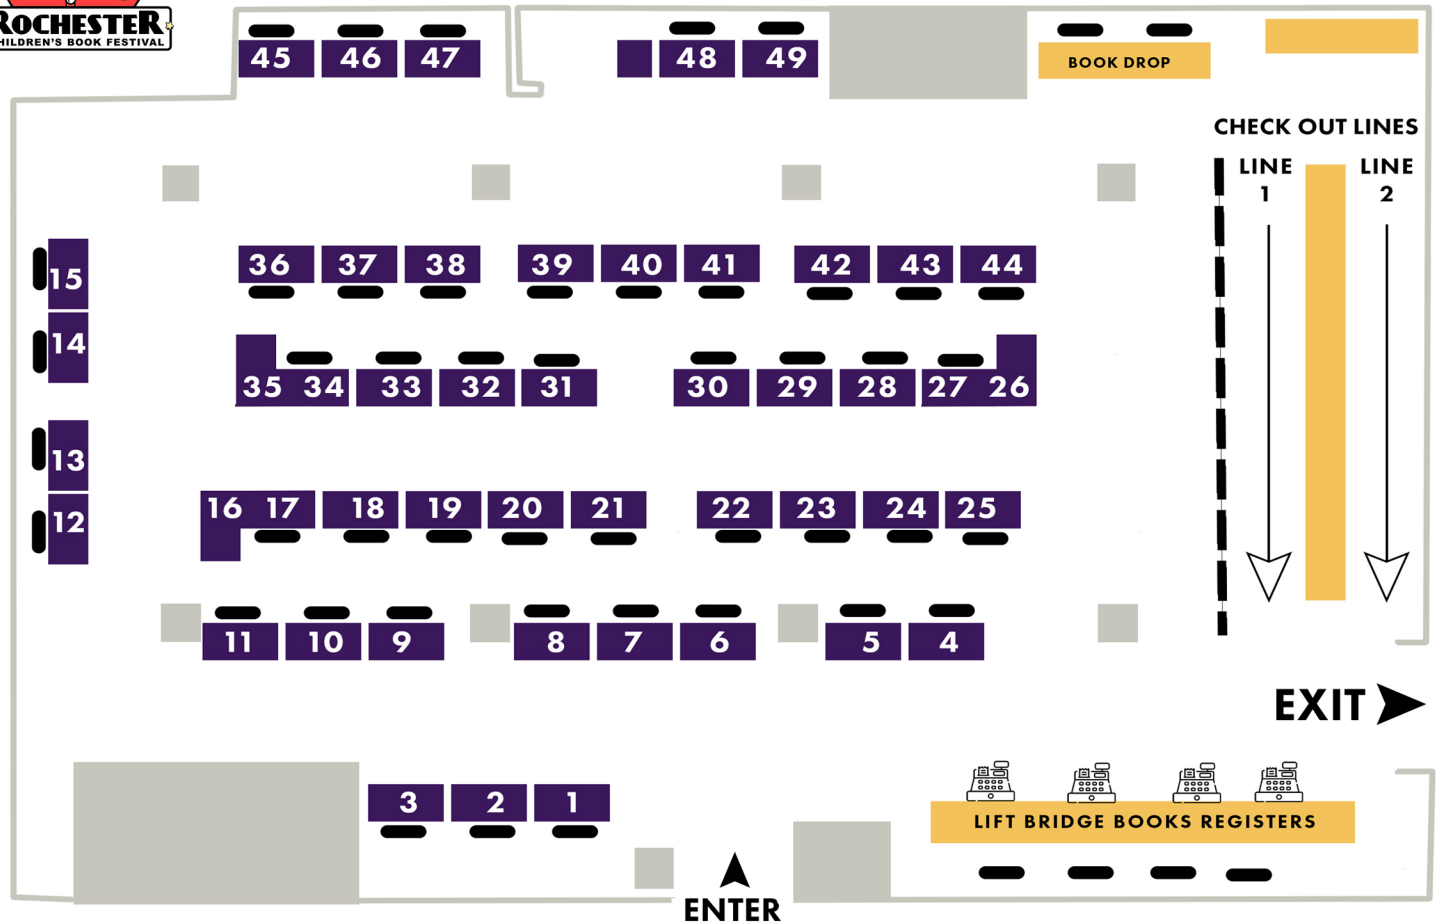 ROCHESTER
CHILDREN'S BOOK FESTIVAL
45 46 47 48 49
BOOK DROP
CHECK OUT LINES
LINE 1
LINE 2
36 37 38 39 40 41 42 43 44
15
14
35 34 33 32 31 30 29 28 27 26
13
12
16 17 18 19 20 21 22 23 24 25
11 10 9 8 7 6 5 4
EXIT
3 2 1
LIFT BRIDGE BOOKS REGISTERS
ENTER